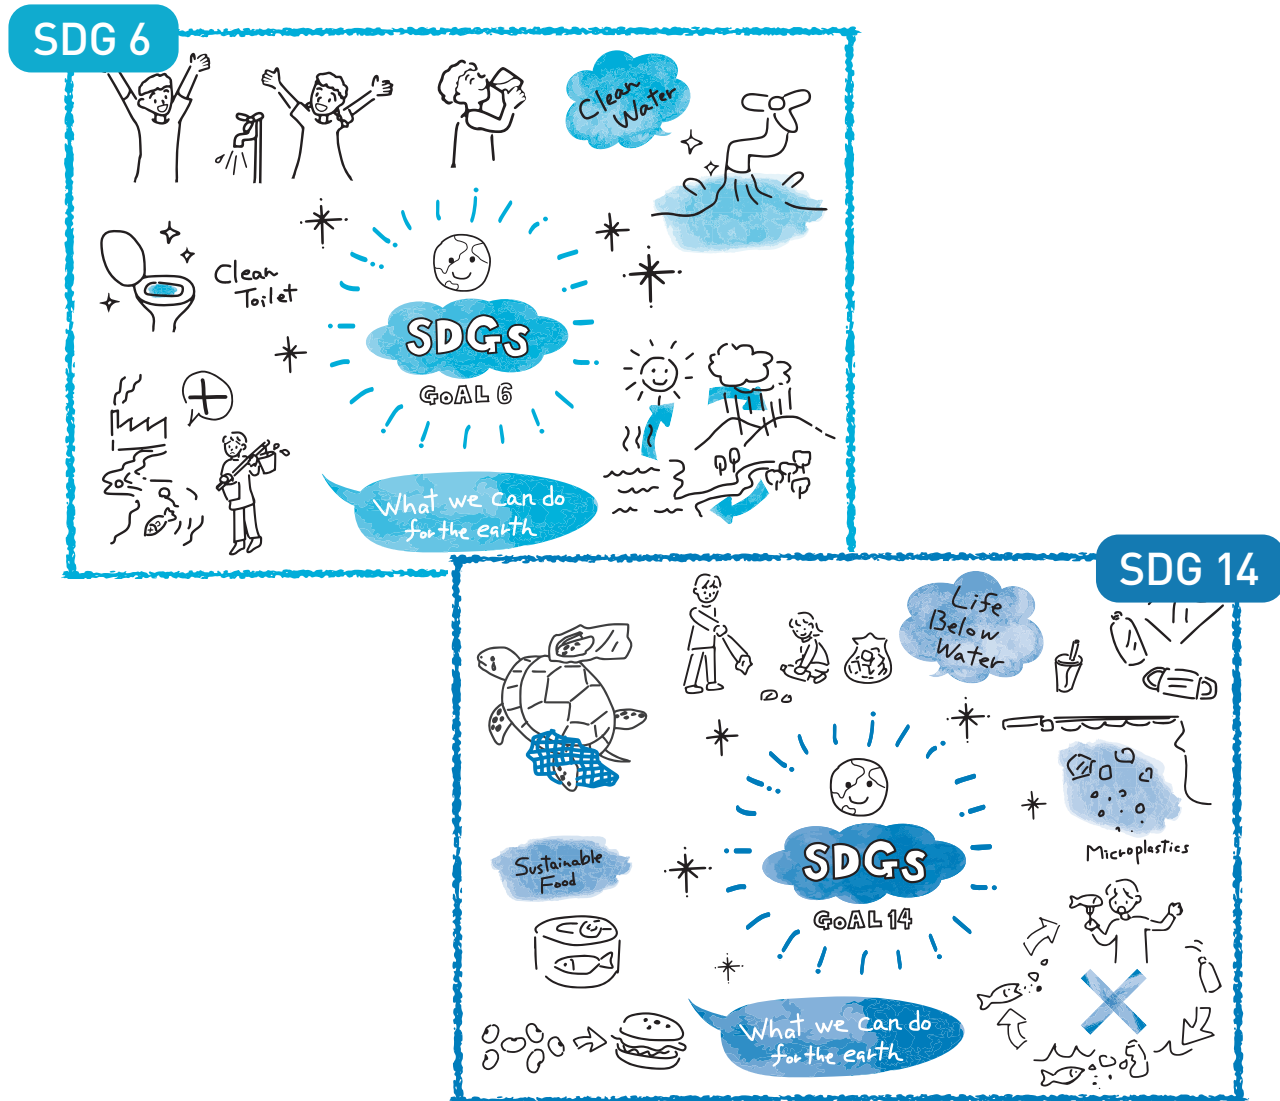 SDG 6
Clean
Water
Clean
Toilet
SDGs
GOAL 6
What we can do
for the earth
SDG 14
Life
Below
Water
Microplastics
Sustainable
Food
SDGs
GOAL 14
What we can do
for the earth